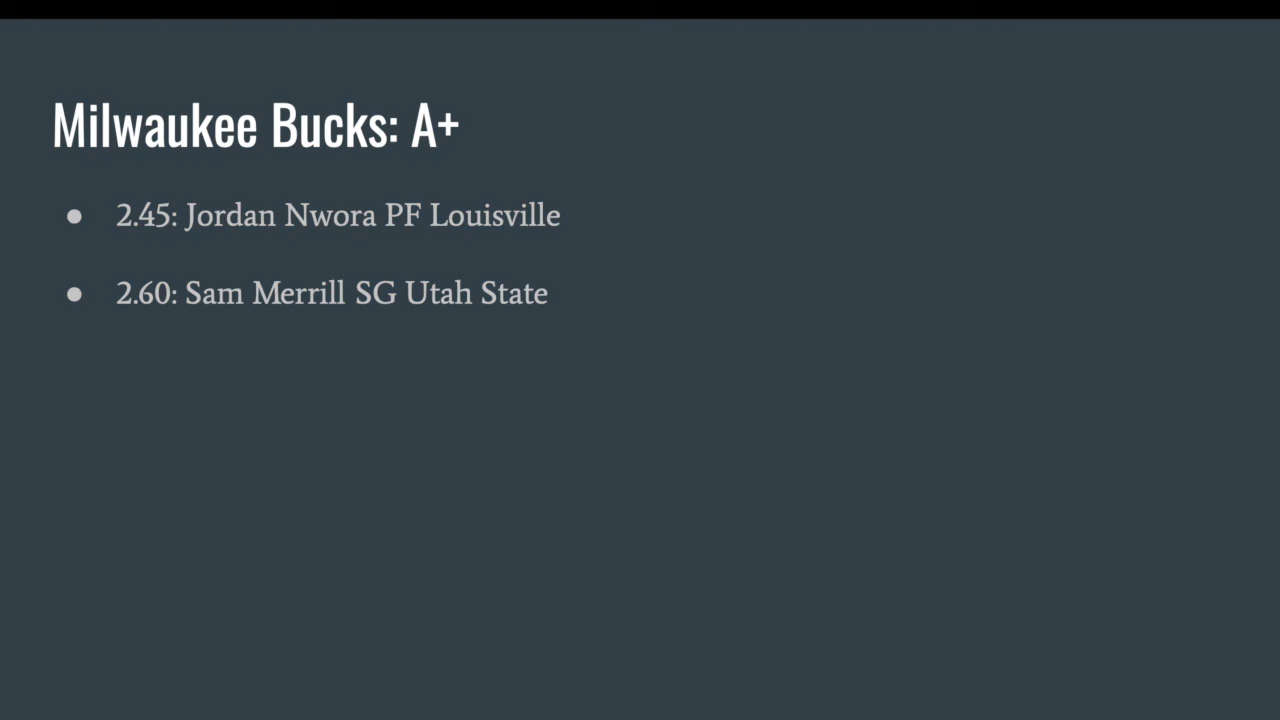 Milwaukee Bucks: A+
● 2.45: Jordan Nwora PF Louisville
● 2.60: Sam Merrill SG Utah State